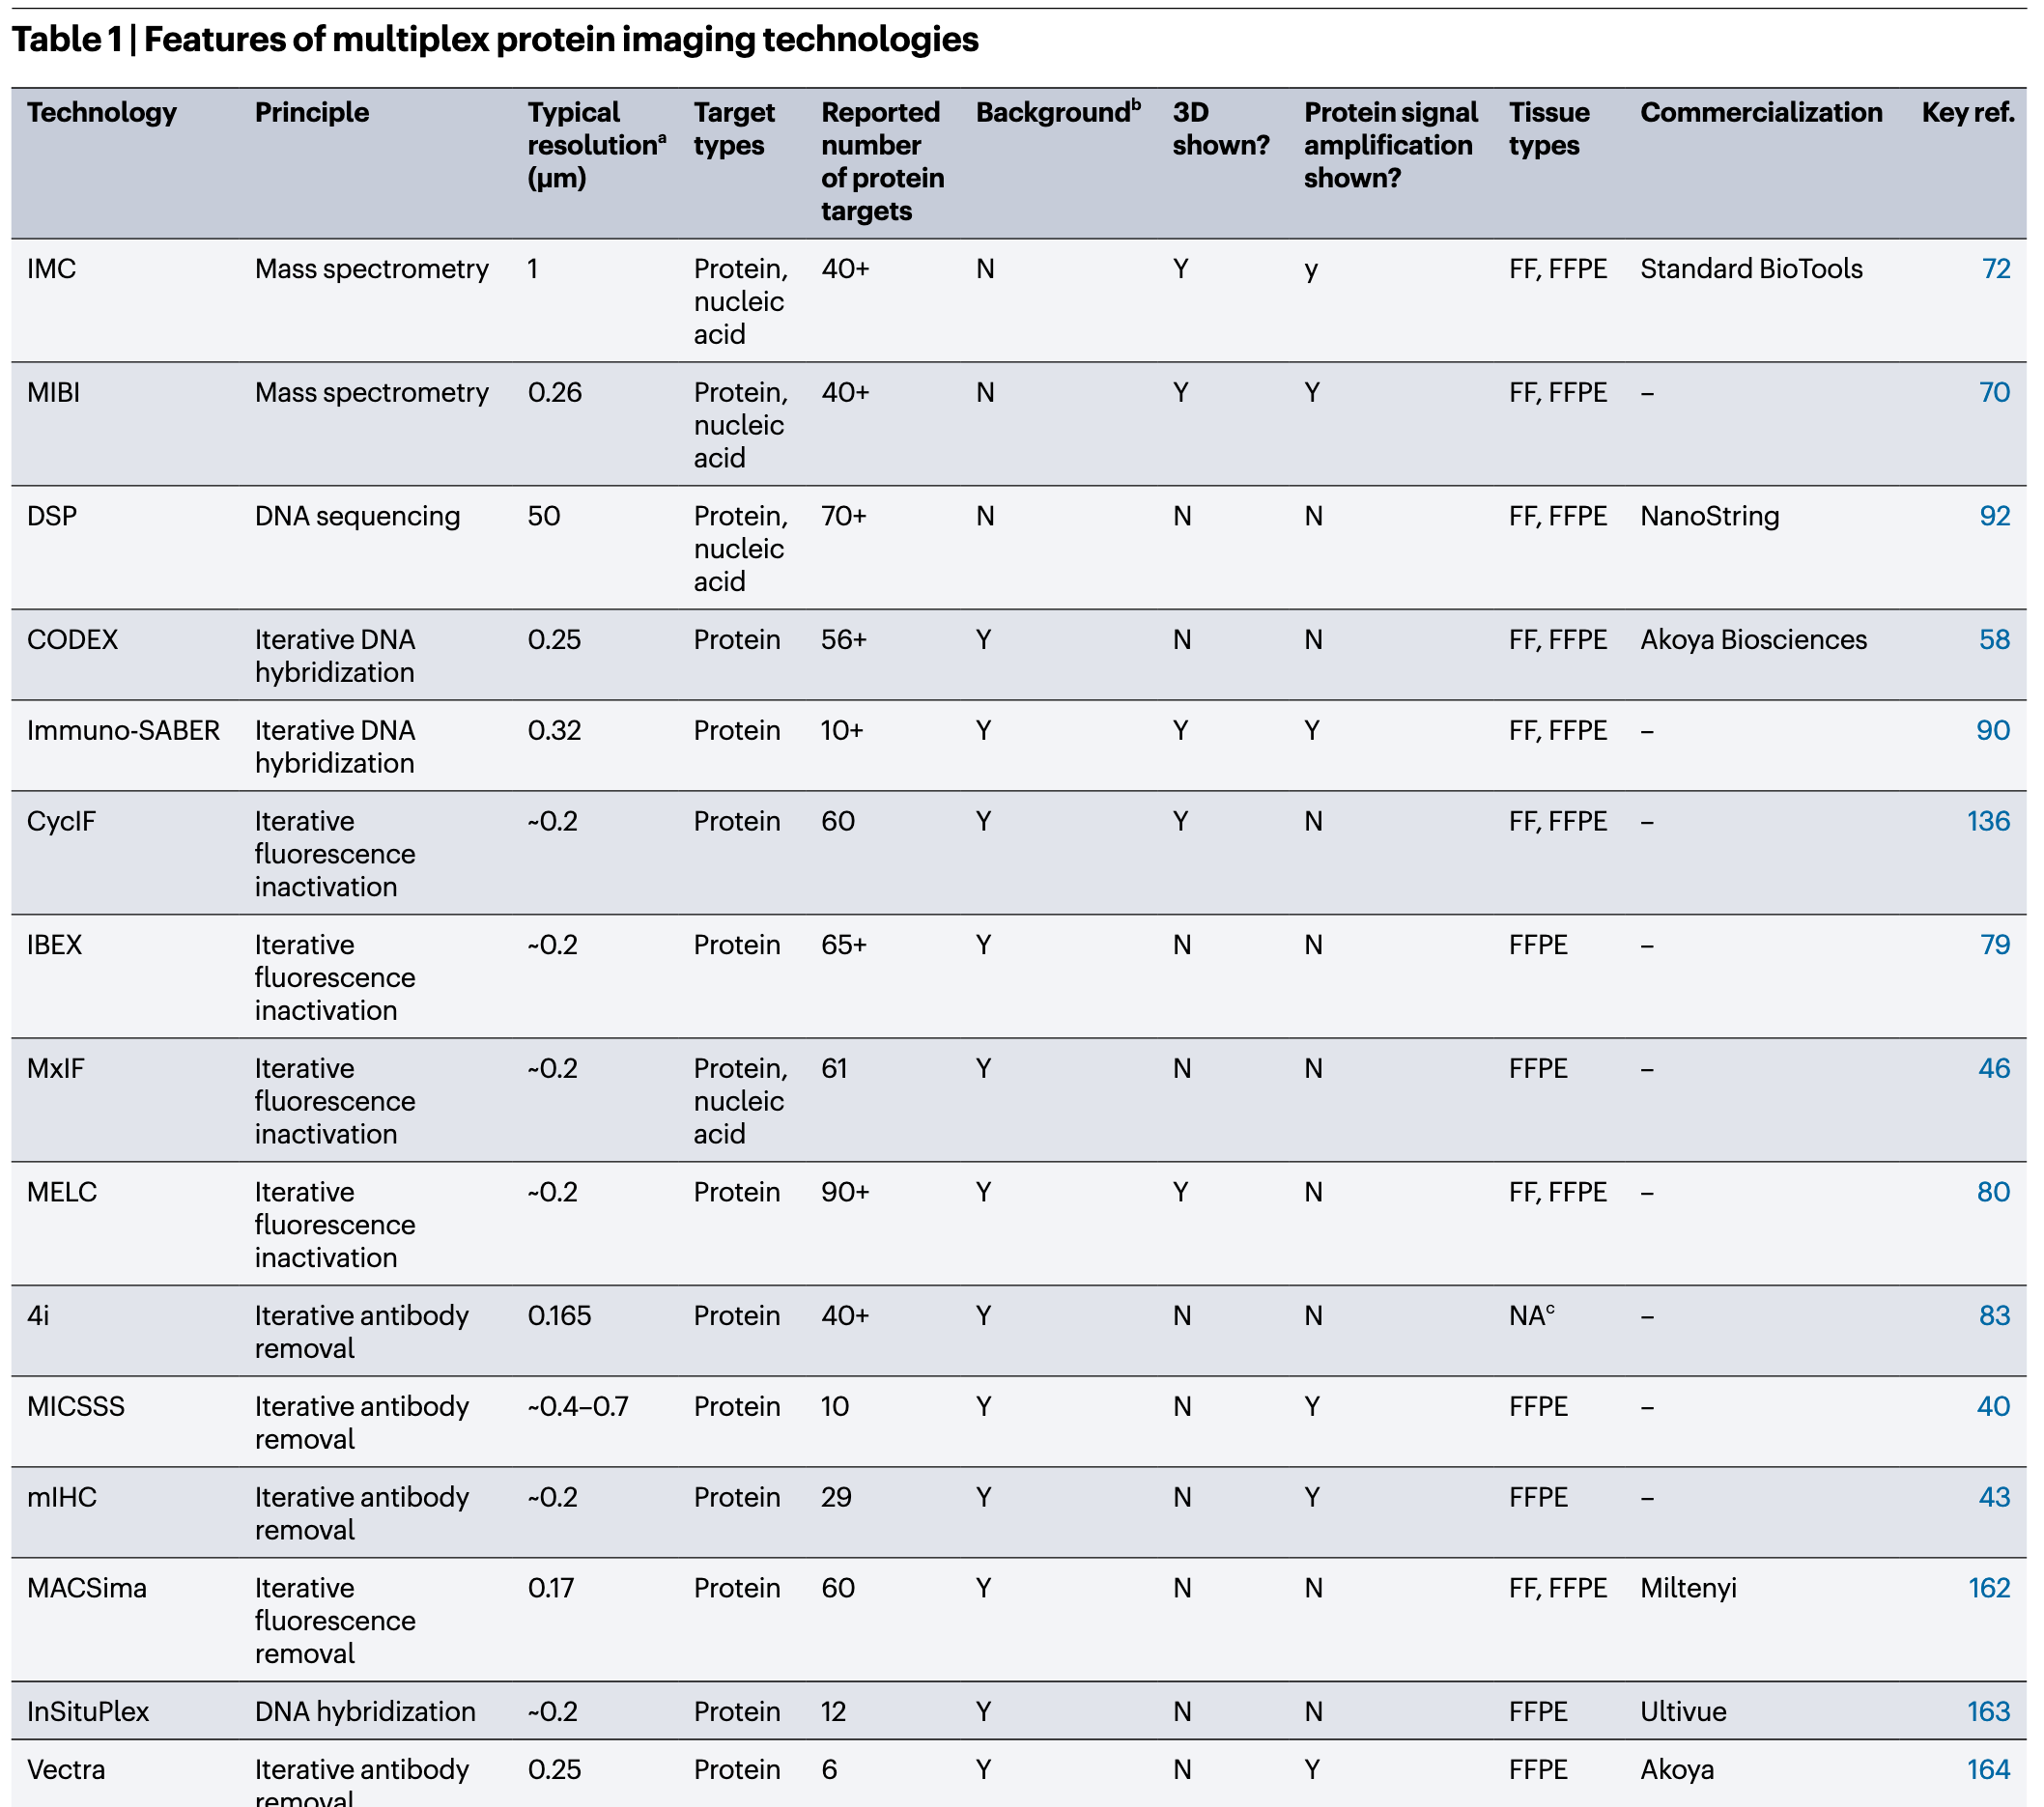 Table 1 | Features of multiplex protein imaging technologies
Technology Principle Typical resolutionᵃ (µm) Target types Reported number of protein targets Backgroundᵇ 3D shown? Protein signal amplification shown? Tissue types Commercialization Key ref.
IMC Mass spectrometry 1 Protein, nucleic acid 40+ N Y y FF, FFPE Standard BioTools 72
MIBI Mass spectrometry 0.26 Protein, nucleic acid 40+ N Y Y FF, FFPE – 70
DSP DNA sequencing 50 Protein, nucleic acid 70+ N N N FF, FFPE NanoString 92
CODEX Iterative DNA hybridization 0.25 Protein 56+ Y N N FF, FFPE Akoya Biosciences 58
Immuno-SABER Iterative DNA hybridization 0.32 Protein 10+ Y Y Y FF, FFPE – 90
CycIF Iterative fluorescence inactivation ~0.2 Protein 60 Y Y N FF, FFPE – 136
IBEX Iterative fluorescence inactivation ~0.2 Protein 65+ Y N N FFPE – 79
MxIF Iterative fluorescence inactivation ~0.2 Protein, nucleic acid 61 Y N N FFPE – 46
MELC Iterative fluorescence inactivation ~0.2 Protein 90+ Y Y N FF, FFPE – 80
4i Iterative antibody removal 0.165 Protein 40+ Y N N NAᶜ – 83
MICSSS Iterative antibody removal ~0.4–0.7 Protein 10 Y N Y FFPE – 40
mIHC Iterative antibody removal ~0.2 Protein 29 Y N Y FFPE – 43
MACSima Iterative fluorescence removal 0.17 Protein 60 Y N N FF, FFPE Miltenyi 162
InSituPlex DNA hybridization ~0.2 Protein 12 Y N N FFPE Ultivue 163
Vectra Iterative antibody removal 0.25 Protein 6 Y N Y FFPE Akoya 164